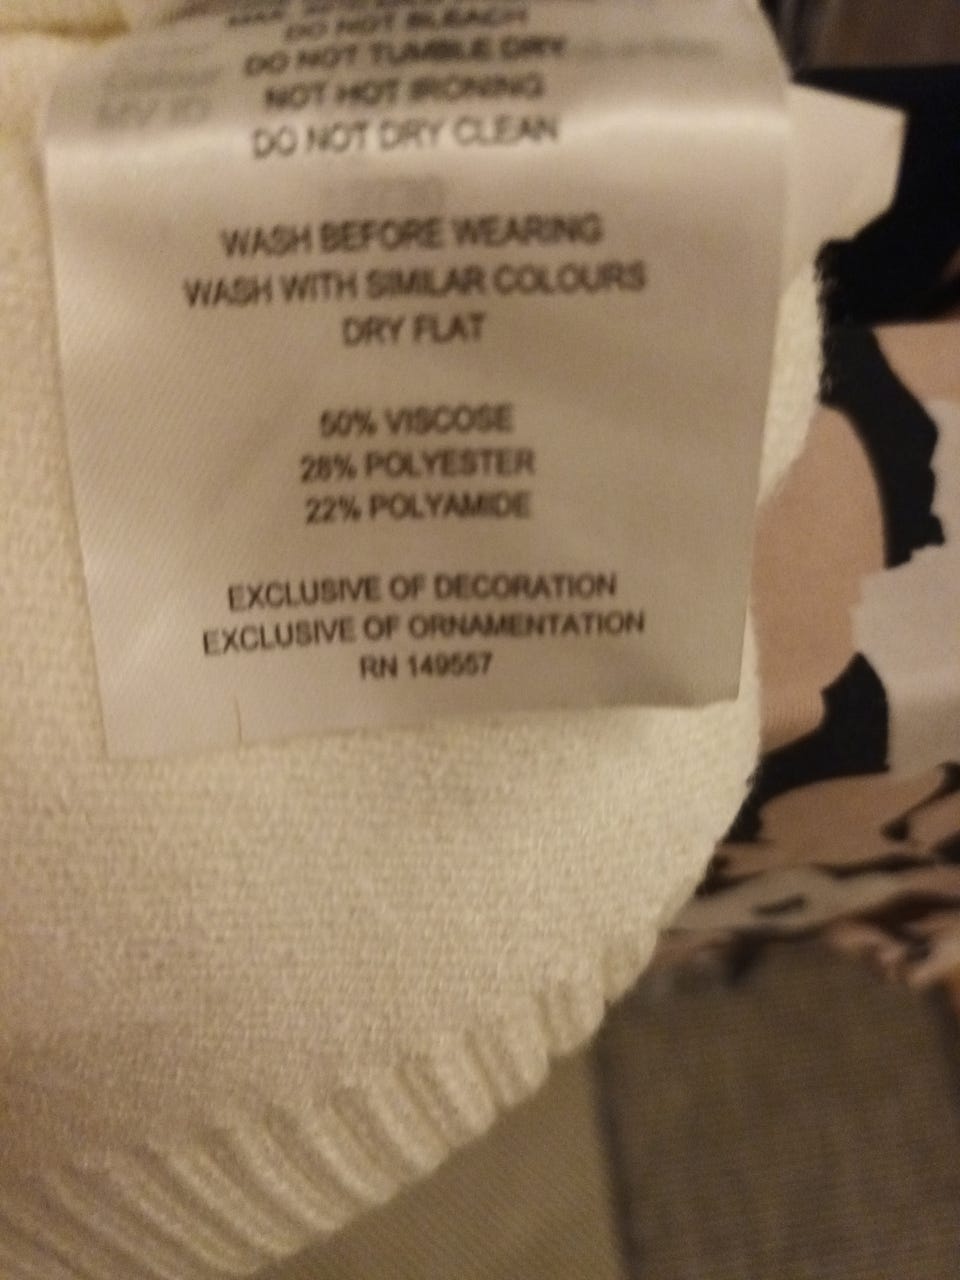 DO NOT BLEACH
DO NOT TUMBLE DRY
NOT HOT IRONING
DO NOT DRY CLEAN
WASH BEFORE WEARING
WASH WITH SIMILAR COLOURS
DRY FLAT
50% VISCOSE
28% POLYESTER
22% POLYAMIDE
EXCLUSIVE OF DECORATION
EXCLUSIVE OF ORNAMENTATION
RN 149557